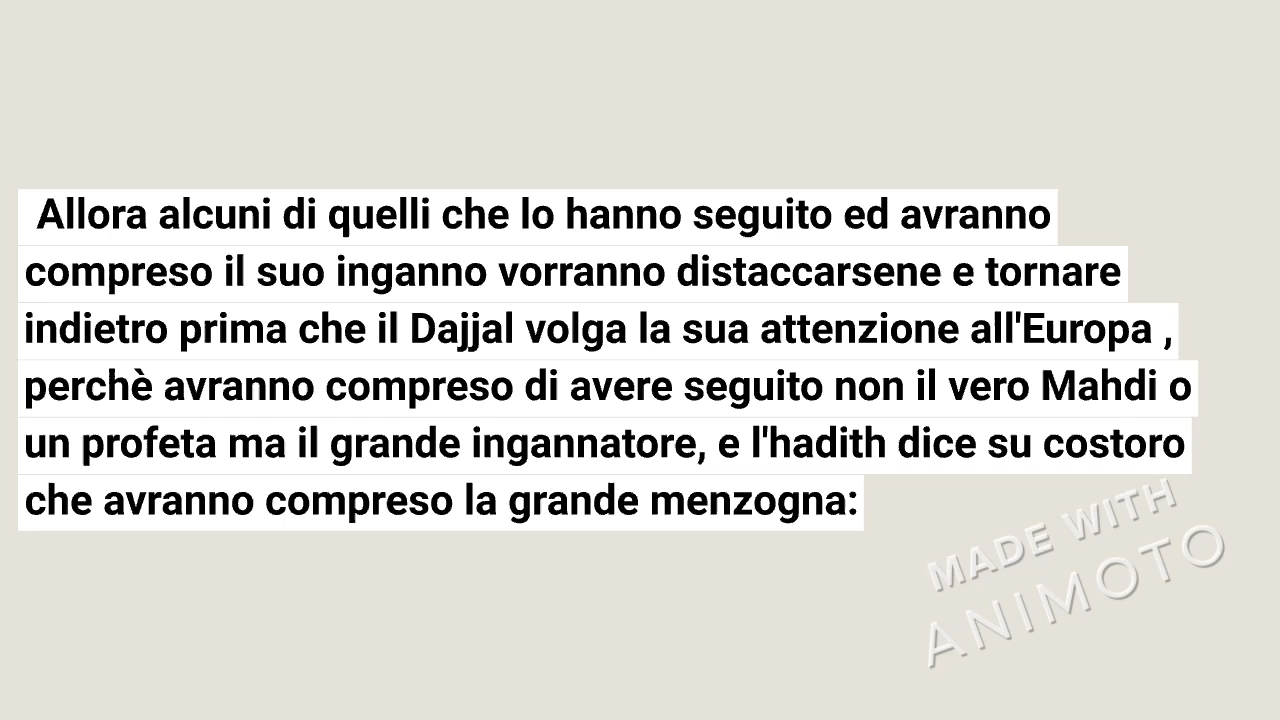 Allora alcuni di quelli che lo hanno seguito ed avranno
compreso il suo inganno vorranno distaccarsene e tornare
indietro prima che il Dajjal volga la sua attenzione all'Europa ,
perchè avranno compreso di avere seguito non il vero Mahdi o
un profeta ma il grande ingannatore, e l'hadith dice su costoro
che avranno compreso la grande menzogna:
MADE WITH
ANIMOTO